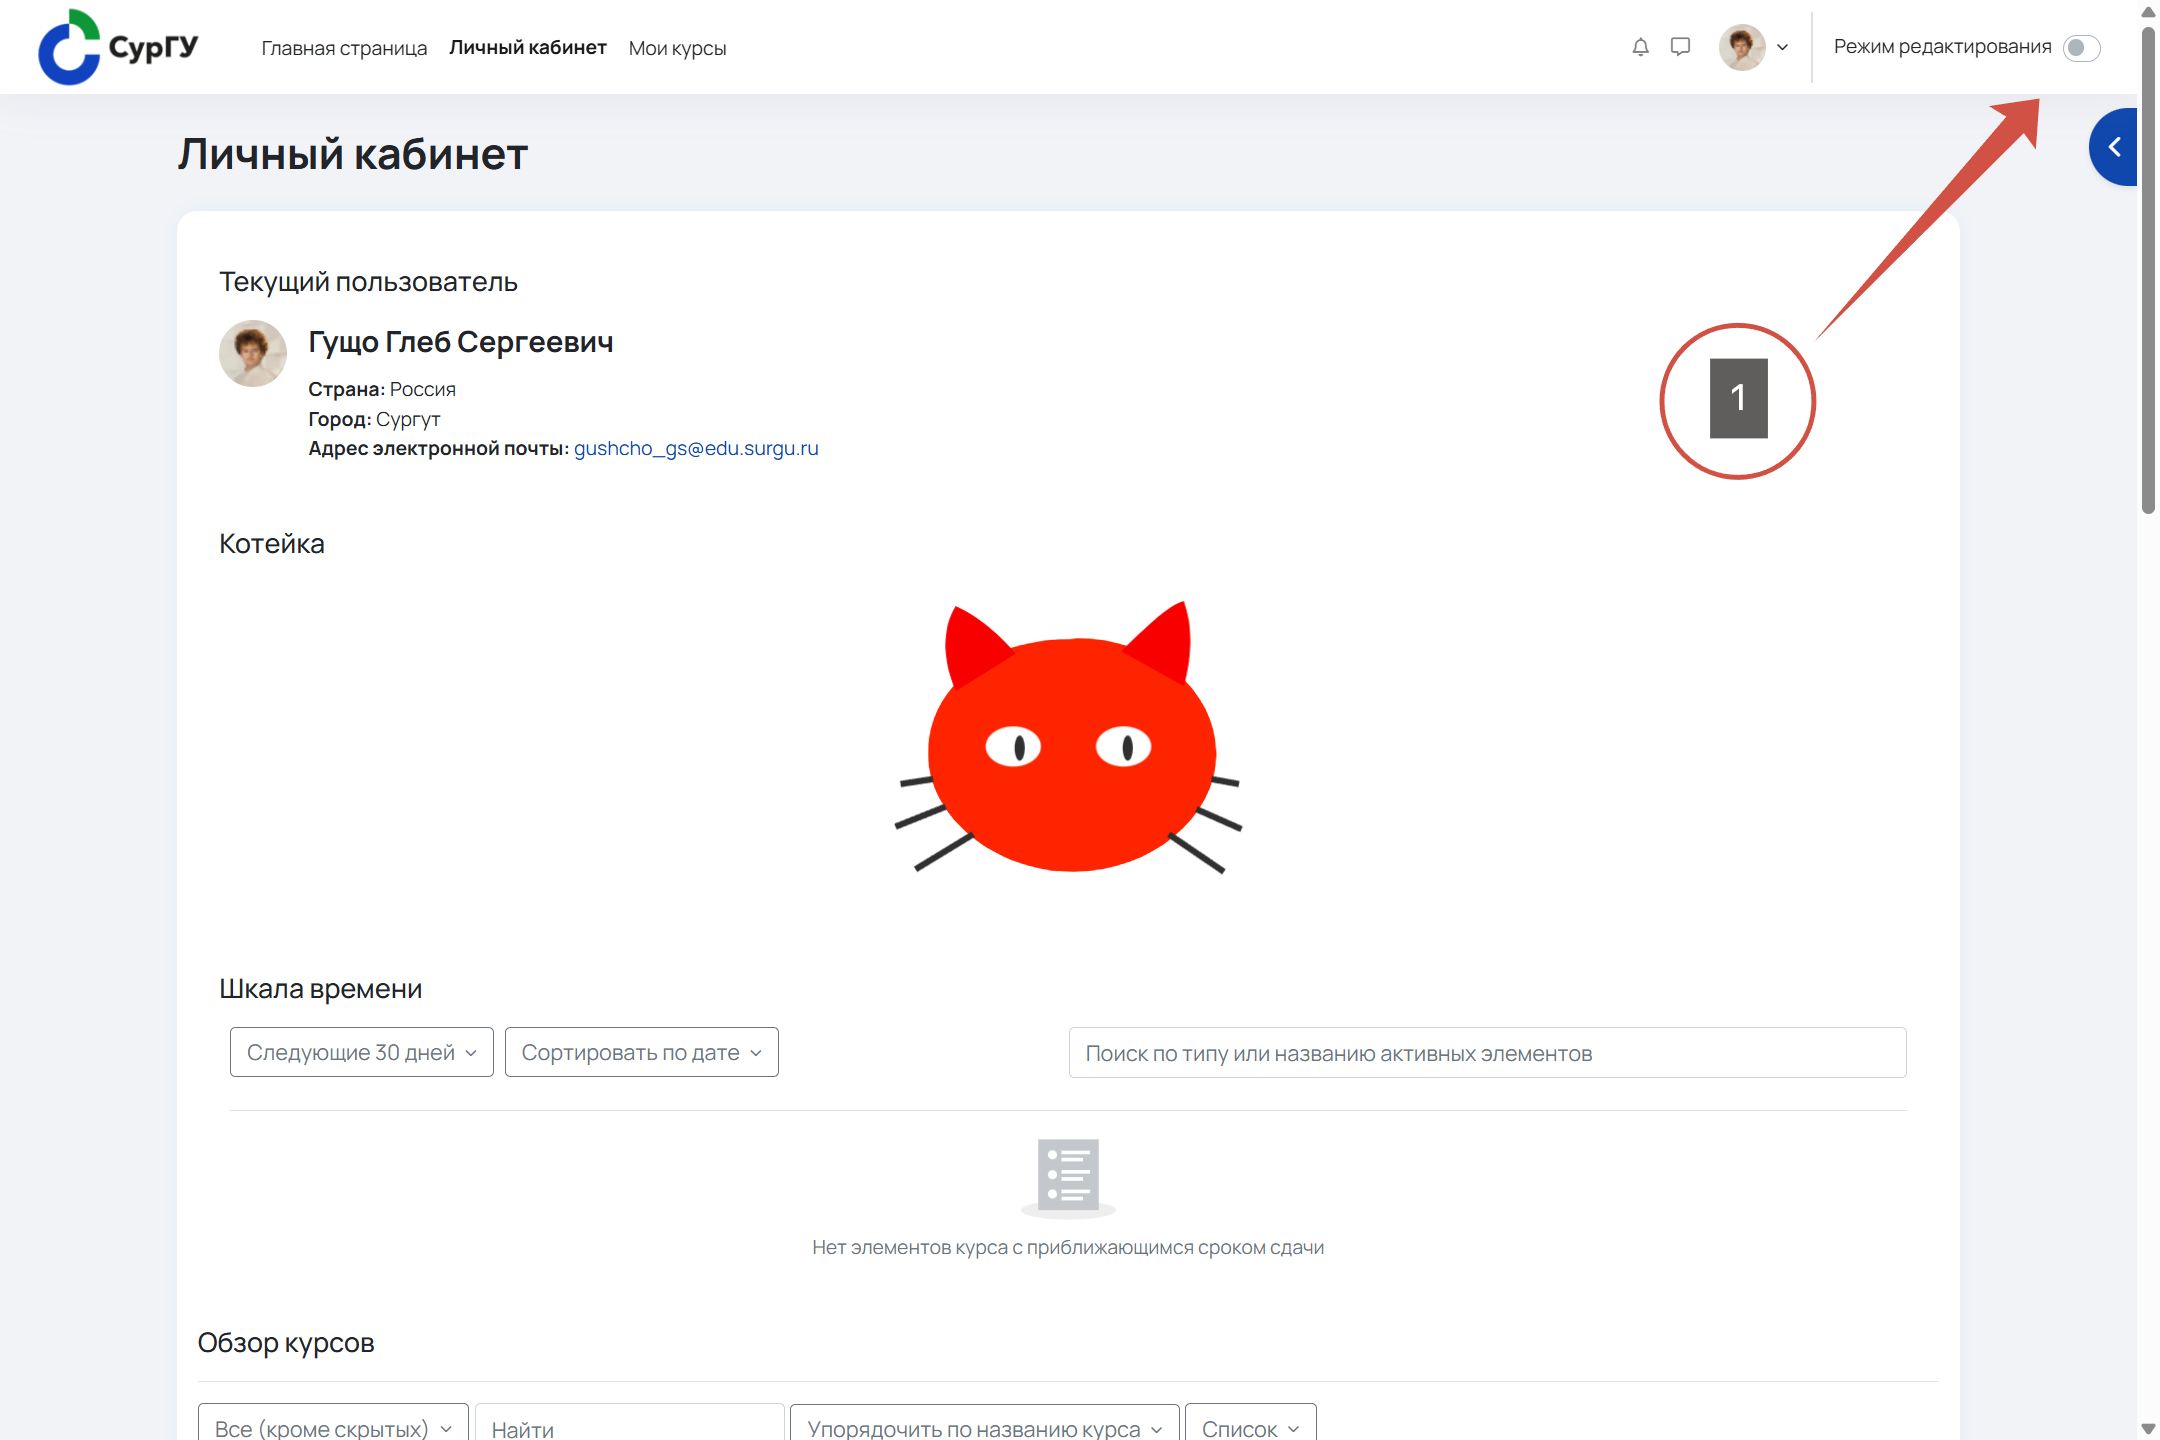 СурГУ
Главная страница Личный кабинет Мои курсы
Режим редактирования
Личный кабинет
Текущий пользователь
Гущо Глеб Сергеевич
Страна: Россия
Город: Сургут
Адрес электронной почты: gushcho_gs@edu.surgu.ru
1
Котейка
Шкала времени
Следующие 30 дней Сортировать по дате Поиск по типу или названию активных элементов
Нет элементов курса с приближающимся сроком сдачи
Обзор курсов
Все (кроме скрытых) Найти Упорядочить по названию курса Список